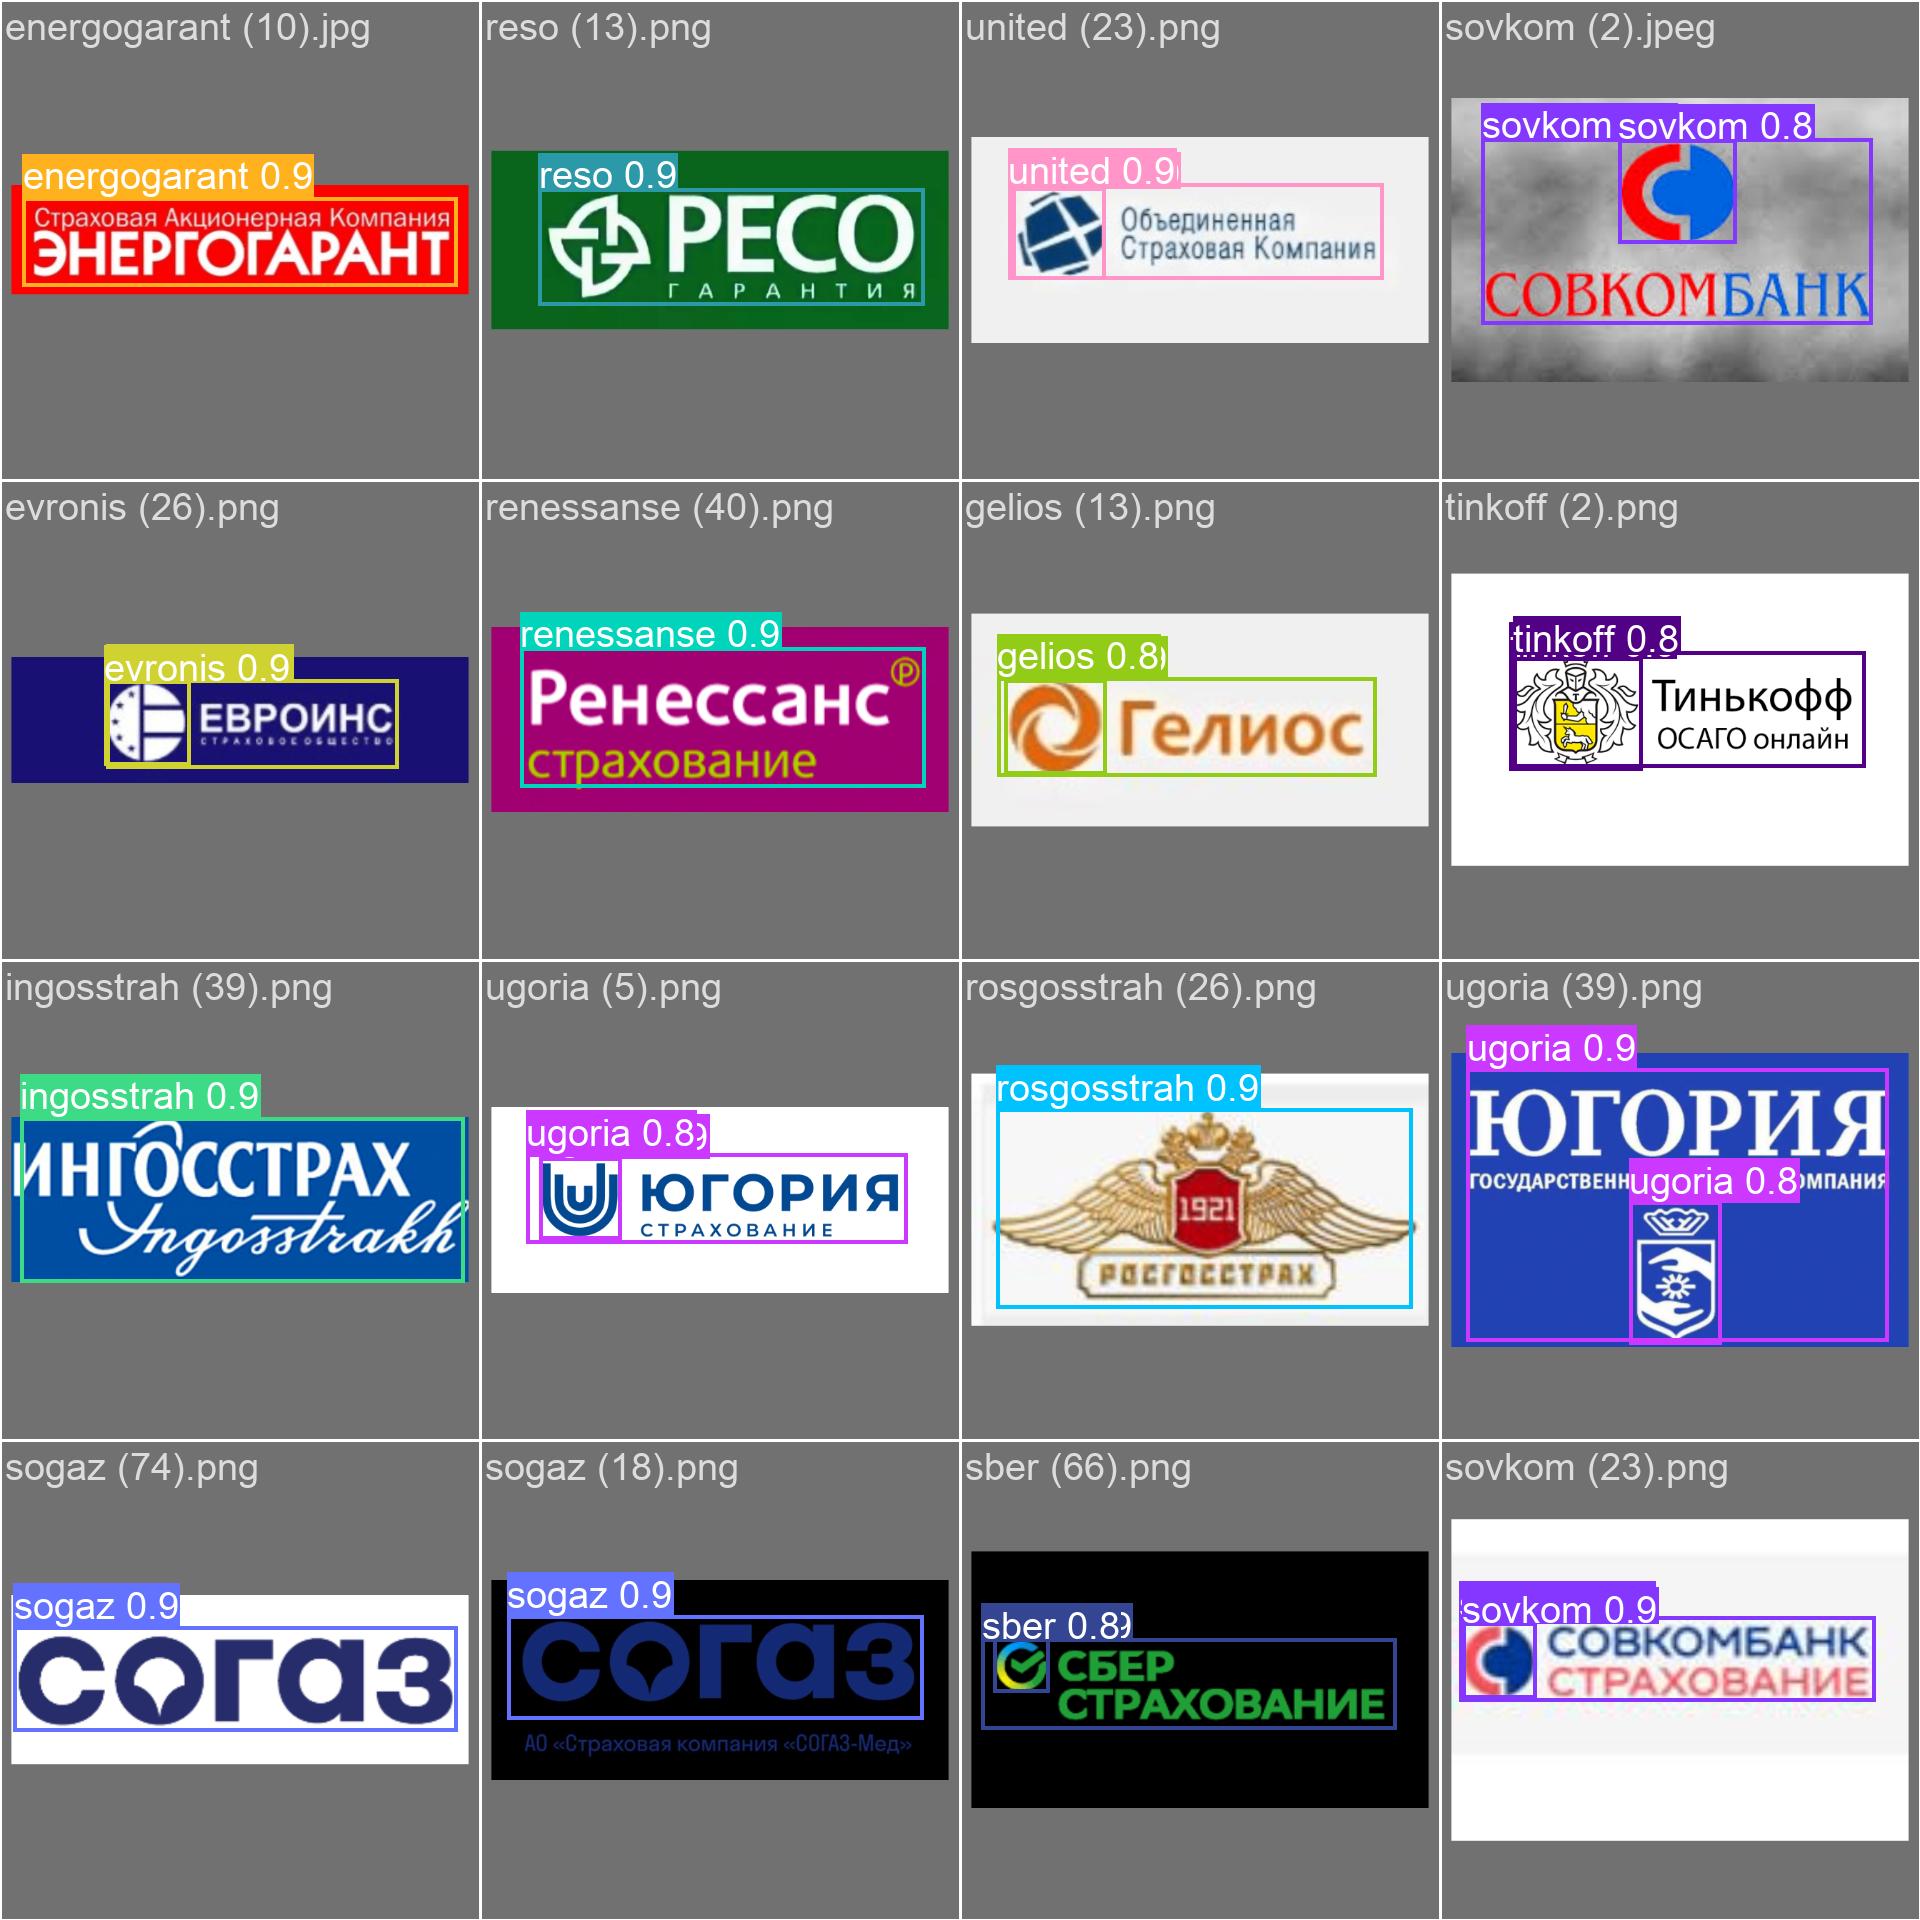 energogarant (10).jpg
energogarant 0.9
Страховая Акционерная Компания
ЭНЕРГОГАРАНТ
reso (13).png
reso 0.9
РЕСО
ГАРАНТИЯ
united (23).png
united 0.9
Объединенная
Страховая Компания
sovkom (2).jpeg
sovkom sovkom 0.8
СОВКОМБАНК
evronis (26).png
evronis 0.9
ЕВРОИНС
СТРАХОВОЕ ОБЩЕСТВО
renessanse (40).png
renessanse 0.9
Ренессанс
страхование
gelios (13).png
gelios 0.8
Гелиос
tinkoff (2).png
tinkoff 0.8
Тинькофф
ОСАГО онлайн
ingosstrah (39).png
ingosstrah 0.9
ИНГОССТРАХ
Ingosstrakh
ugoria (5).png
ugoria 0.8
ЮГОРИЯ
СТРАХОВАНИЕ
rosgosstrah (26).png
rosgosstrah 0.9
1921
РОСГОССТРАХ
ugoria (39).png
ugoria 0.9
ЮГОРИЯ
ugoria 0.8
sogaz (74).png
sogaz 0.9
согаз
sogaz (18).png
sogaz 0.9
согаз
АО «Страховая компания «СОГАЗ-Мед»
sber (66).png
sber 0.8
СБЕР
СТРАХОВАНИЕ
sovkom (23).png
sovkom 0.9
СОВКОМБАНК
СТРАХОВАНИЕ